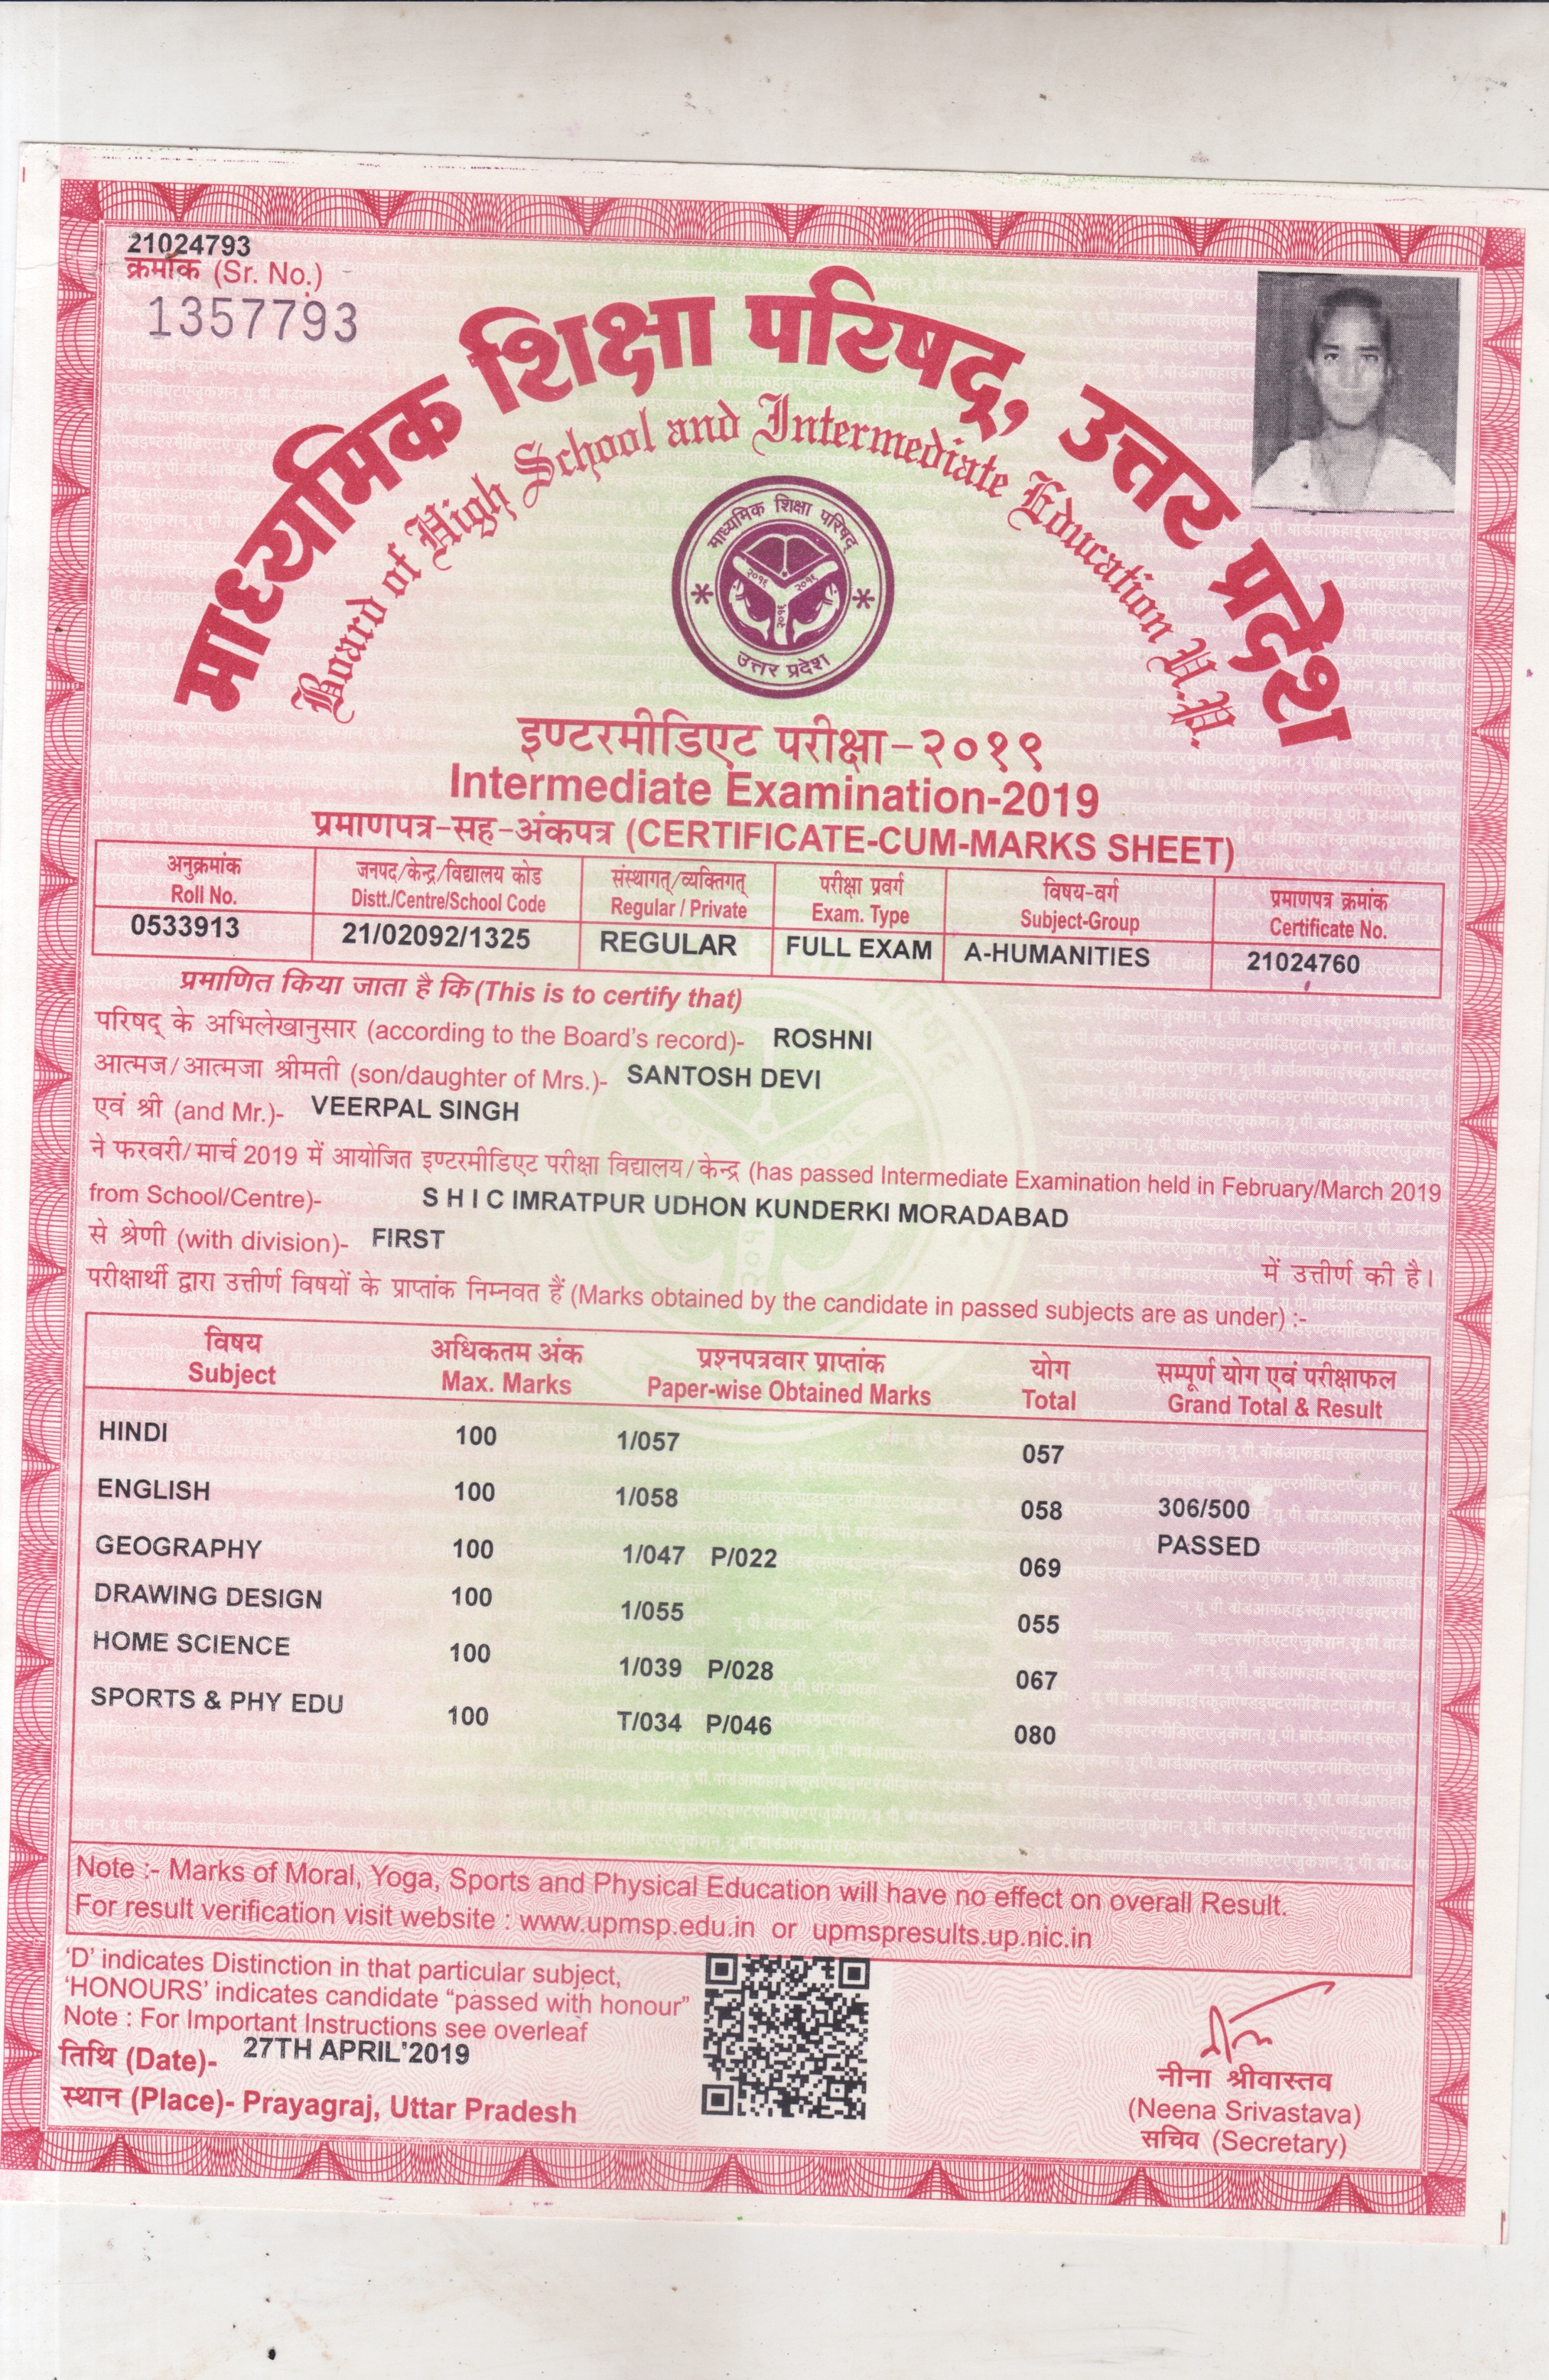 21024793
क्रमांक (Sr. No.)
1357793
माध्यमिक शिक्षा परिषद्, उत्तर प्रदेश
Board of High School and Intermediate Education U.P.
माध्यमिक शिक्षा परिषद्
२०१६ २०१६
२०१६
उत्तर प्रदेश
इण्टरमीडिएट परीक्षा-२०१९
Intermediate Examination-2019
प्रमाणपत्र-सह-अंकपत्र (CERTIFICATE-CUM-MARKS SHEET)
अनुक्रमांक जनपद/केन्द्र/विद्यालय कोड संस्थागत्/व्यक्तिगत् परीक्षा प्रवर्ग विषय-वर्ग प्रमाणपत्र क्रमांक
Roll No. Distt./Centre/School Code Regular / Private Exam. Type Subject-Group Certificate No.
0533913 21/02092/1325 REGULAR FULL EXAM A-HUMANITIES 21024760
प्रमाणित किया जाता है कि (This is to certify that)
परिषद् के अभिलेखानुसार (according to the Board's record)- ROSHNI
आत्मज/आत्मजा श्रीमती (son/daughter of Mrs.)- SANTOSH DEVI
एवं श्री (and Mr.)- VEERPAL SINGH
ने फरवरी/मार्च 2019 में आयोजित इण्टरमीडिएट परीक्षा विद्यालय/केन्द्र (has passed Intermediate Examination held in February/March 2019
from School/Centre)- S H I C IMRATPUR UDHON KUNDERKI MORADABAD
से श्रेणी (with division)- FIRST
में उत्तीर्ण की है।
परीक्षार्थी द्वारा उत्तीर्ण विषयों के प्राप्तांक निम्नवत हैं (Marks obtained by the candidate in passed subjects are as under) :-
विषय अधिकतम अंक प्रश्नपत्रवार प्राप्तांक योग सम्पूर्ण योग एवं परीक्षाफल
Subject Max. Marks Paper-wise Obtained Marks Total Grand Total & Result
HINDI 100 1/057 057
ENGLISH 100 1/058 058 306/500
PASSED
GEOGRAPHY 100 1/047 P/022 069
DRAWING DESIGN 100 1/055 055
HOME SCIENCE 100 1/039 P/028 067
SPORTS & PHY EDU 100 T/034 P/046 080
Note :- Marks of Moral, Yoga, Sports and Physical Education will have no effect on overall Result.
For result verification visit website : www.upmsp.edu.in or upmspresults.up.nic.in
'D' indicates Distinction in that particular subject,
'HONOURS' indicates candidate "passed with honour"
Note : For Important Instructions see overleaf
तिथि (Date)- 27TH APRIL'2019
स्थान (Place)- Prayagraj, Uttar Pradesh
नीना श्रीवास्तव
(Neena Srivastava)
सचिव (Secretary)